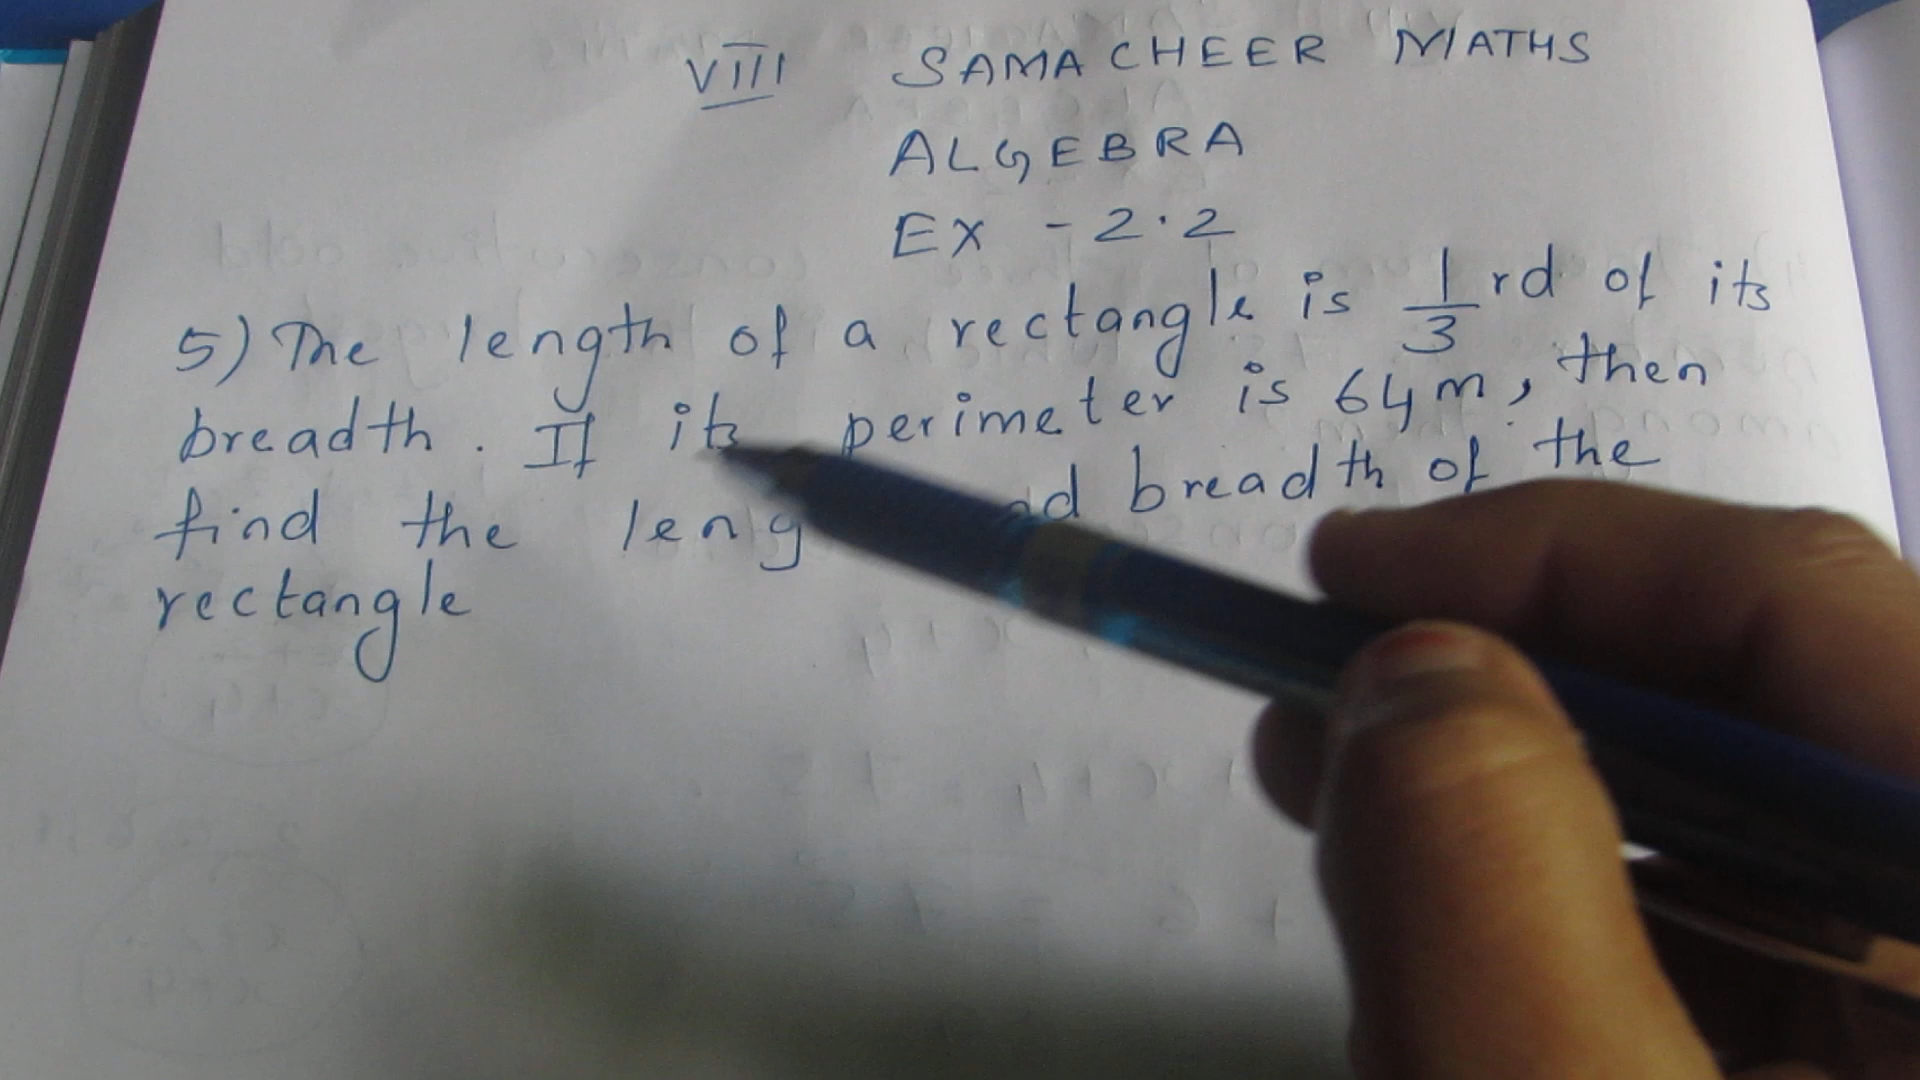 VIII SAMACHEER MATHS
ALGEBRA
EX - 2.2
5) The length of a rectangle is 1/3 rd of its
breadth. If its perimeter is 64m, then
find the breadth of the
rectangle